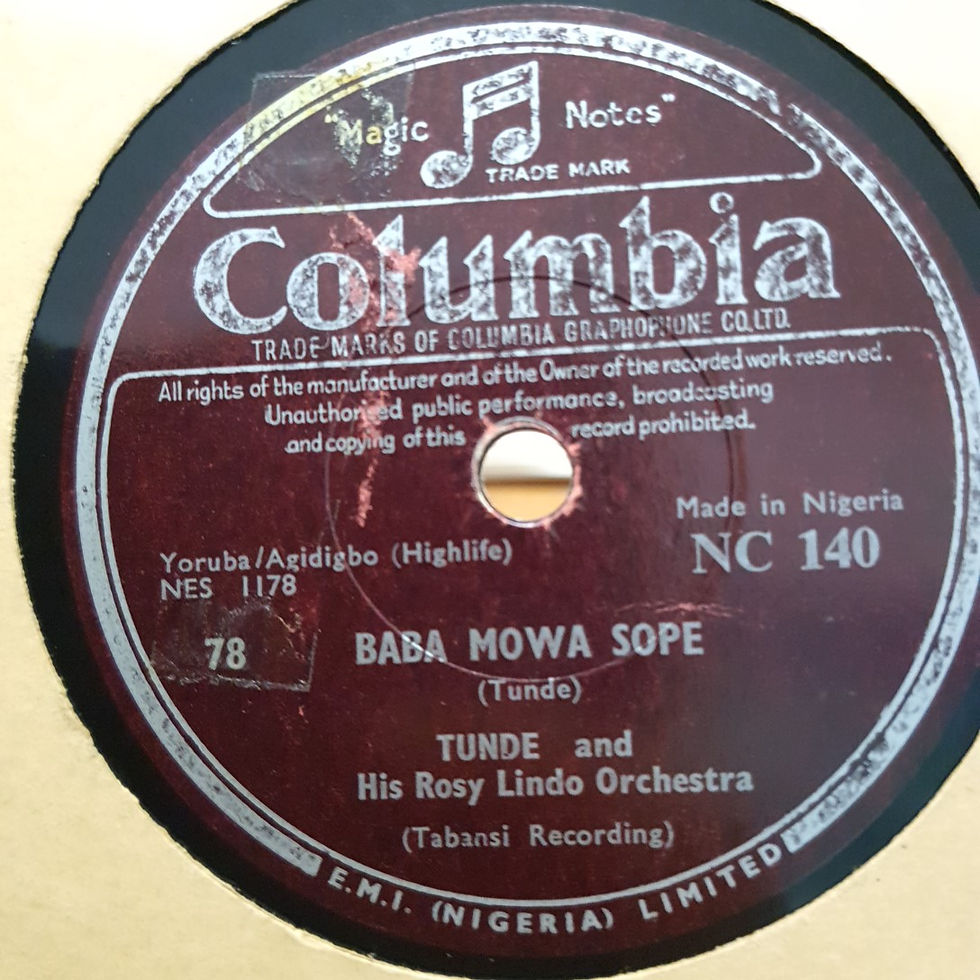 "Magic Notes"
TRADE MARK
Columbia
TRADE MARKS OF COLUMBIA GRAPHOPHONE CO.LTD.
All rights of the manufacturer and of the Owner of the recorded work reserved.
Unauthorised public performance, broadcasting
and copying of this record prohibited.
Made in Nigeria
NC 140
Yoruba/Agidigbo (Highlife)
NES 1178
78
BABA MOWA SOPE
(Tunde)
TUNDE and
His Rosy Lindo Orchestra
(Tabansi Recording)
E.M.I. (NIGERIA) LIMITED